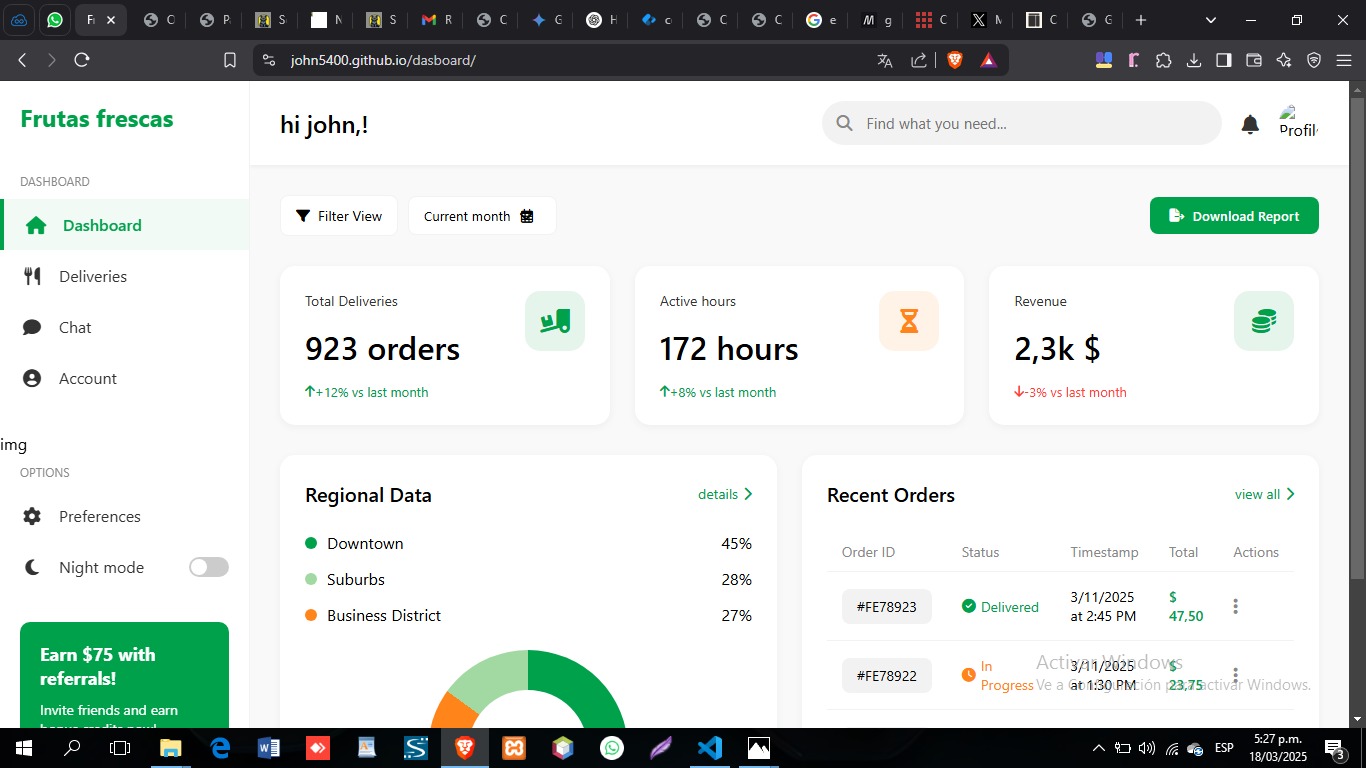 Fr
C
P
S
N
S
R
C
G
H
c
C
C
e
g
C
M
C
G
john5400.github.io/dasboard/
Frutas frescas
hi john,!
Find what you need...
Profil
DASHBOARD
Dashboard
Deliveries
Chat
Account
img
OPTIONS
Preferences
Night mode
Earn $75 with
referrals!
Invite friends and earn
Filter View
Current month
Download Report
Total Deliveries
923 orders
+12% vs last month
Active hours
172 hours
+8% vs last month
Revenue
2,3k $
-3% vs last month
Regional Data
details
Downtown
45%
Suburbs
28%
Business District
27%
Recent Orders
view all
Order ID Status Timestamp Total Actions
#FE78923
Delivered
3/11/2025
at 2:45 PM
$
47,50
#FE78922
In
Progress
3/11/2025
at 1:30 PM
$
23,75
Activar Windows
Ve a Configuración para activar Windows.
ESP
5:27 p.m.
18/03/2025
3